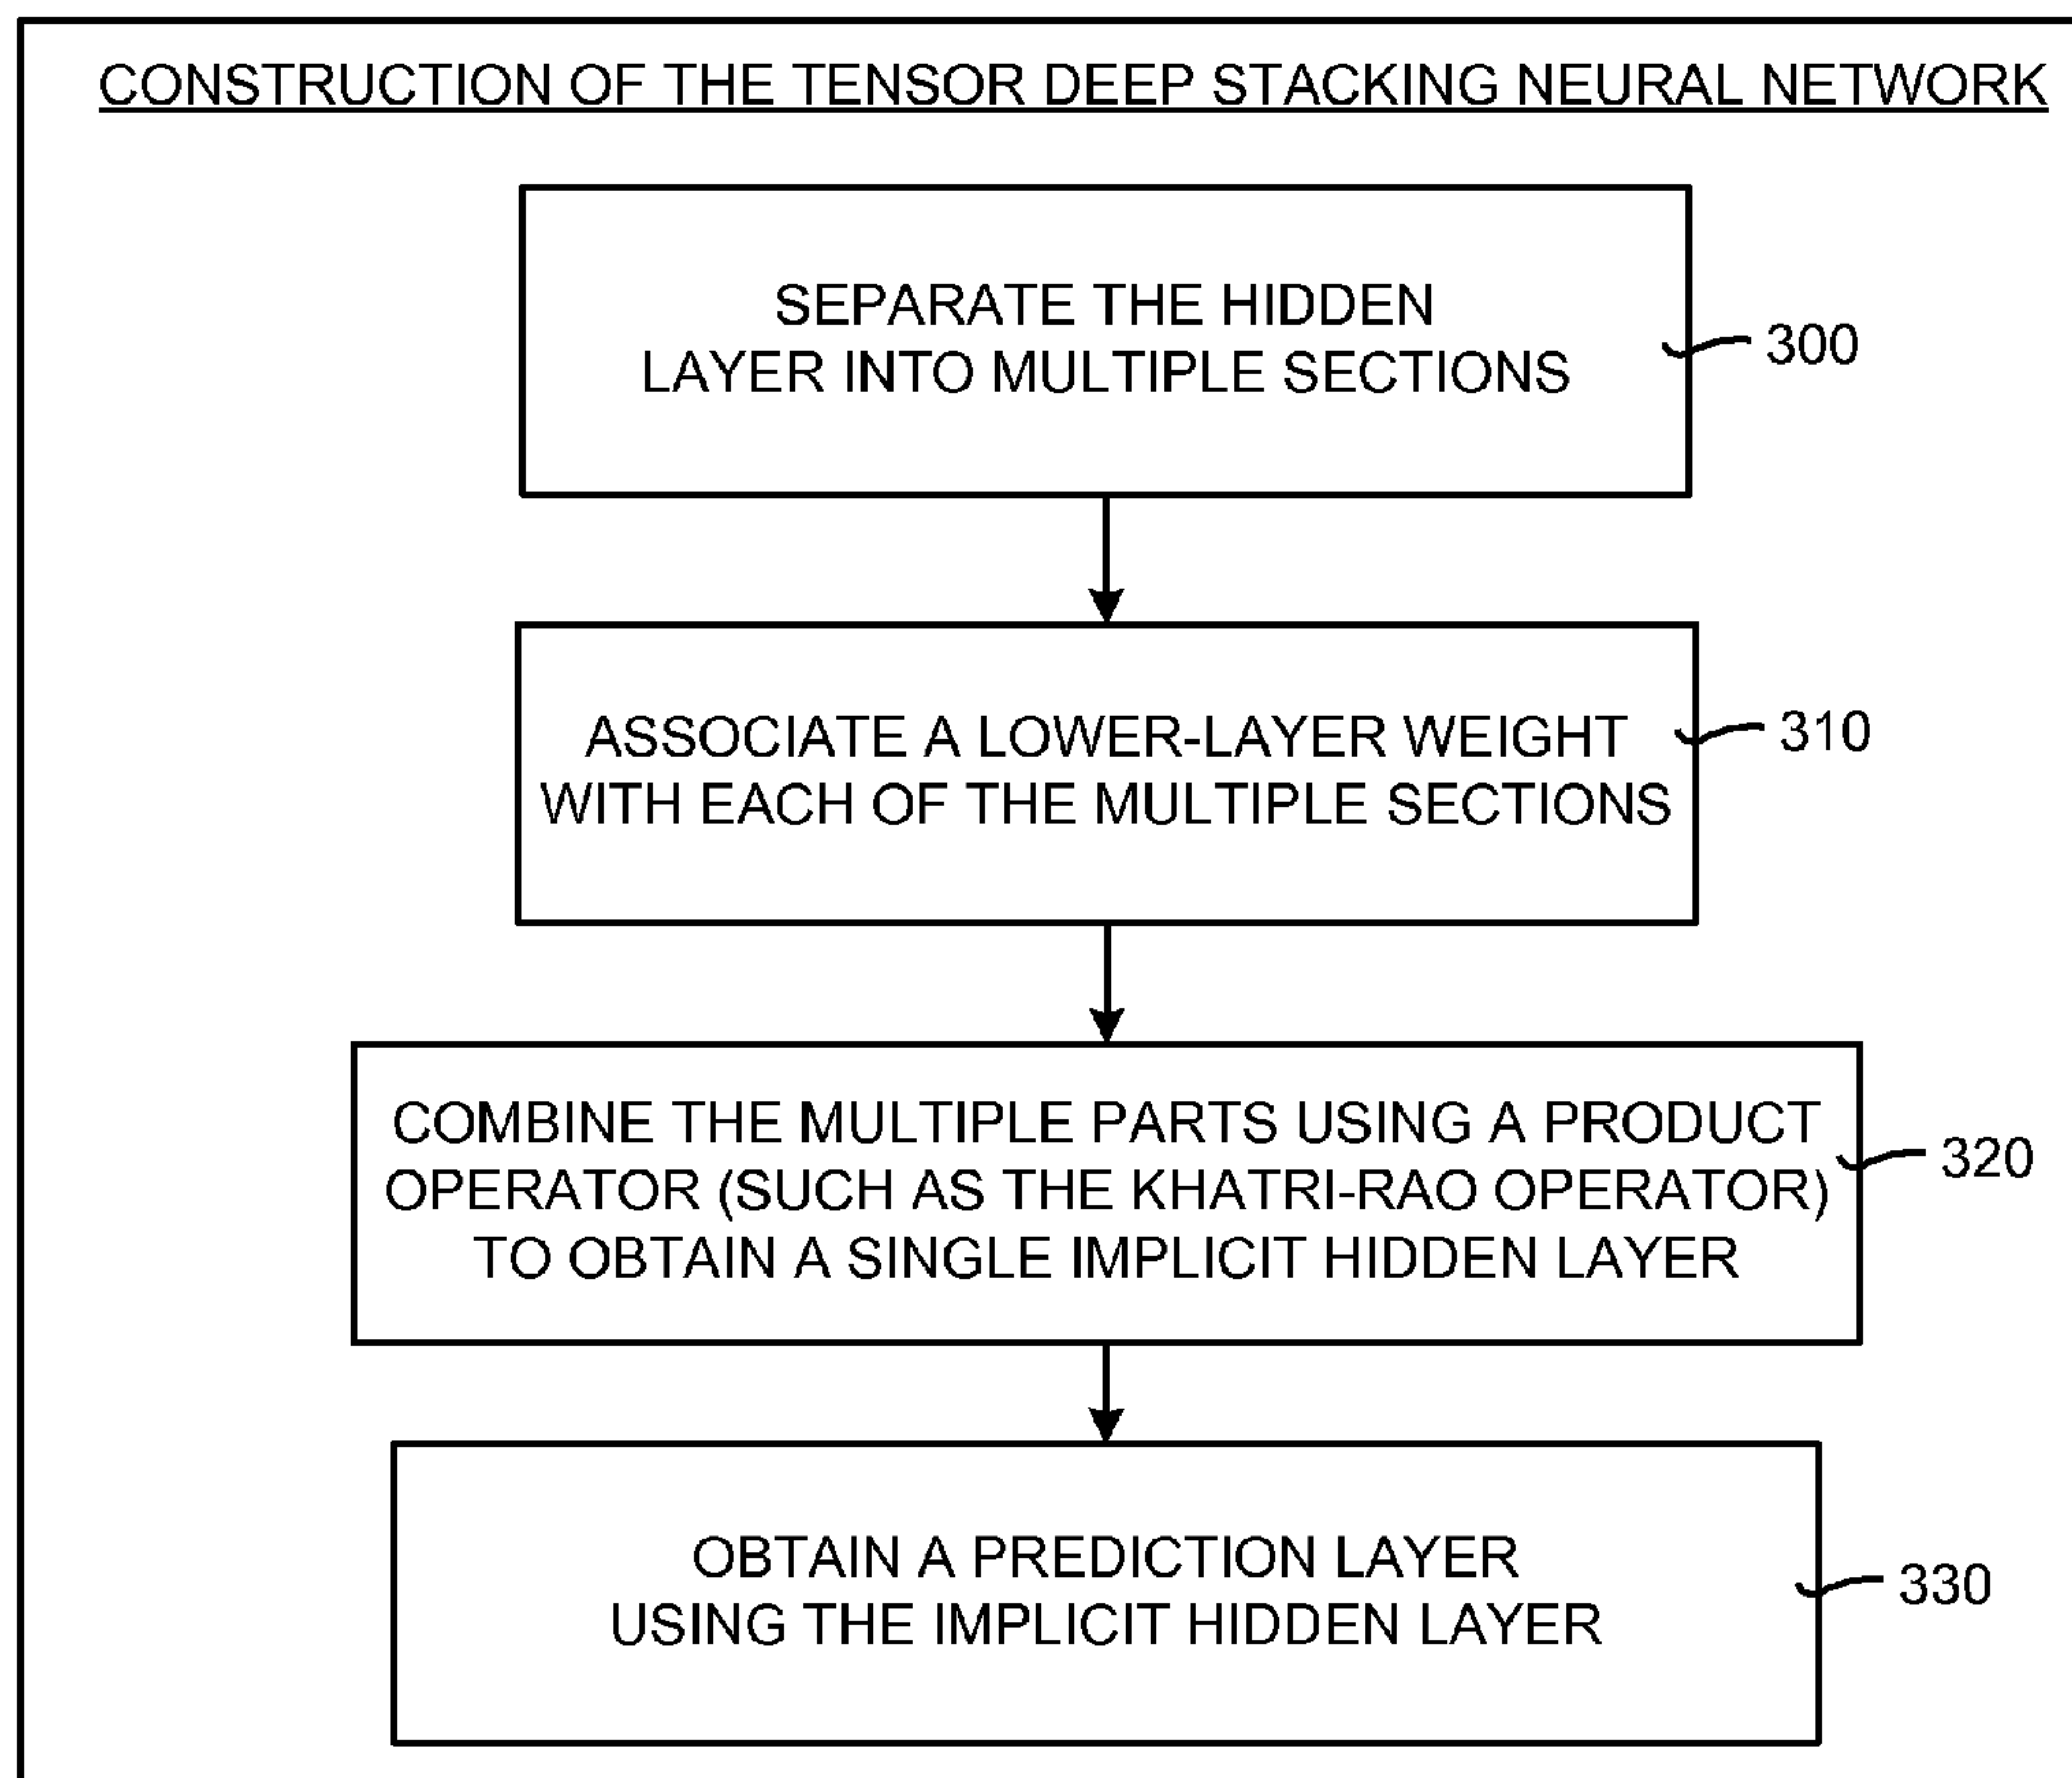 CONSTRUCTION OF THE TENSOR DEEP STACKING NEURAL NETWORK
SEPARATE THE HIDDEN
LAYER INTO MULTIPLE SECTIONS
300
ASSOCIATE A LOWER-LAYER WEIGHT
WITH EACH OF THE MULTIPLE SECTIONS
310
COMBINE THE MULTIPLE PARTS USING A PRODUCT
OPERATOR (SUCH AS THE KHATRI-RAO OPERATOR)
TO OBTAIN A SINGLE IMPLICIT HIDDEN LAYER
320
OBTAIN A PREDICTION LAYER
USING THE IMPLICIT HIDDEN LAYER
330